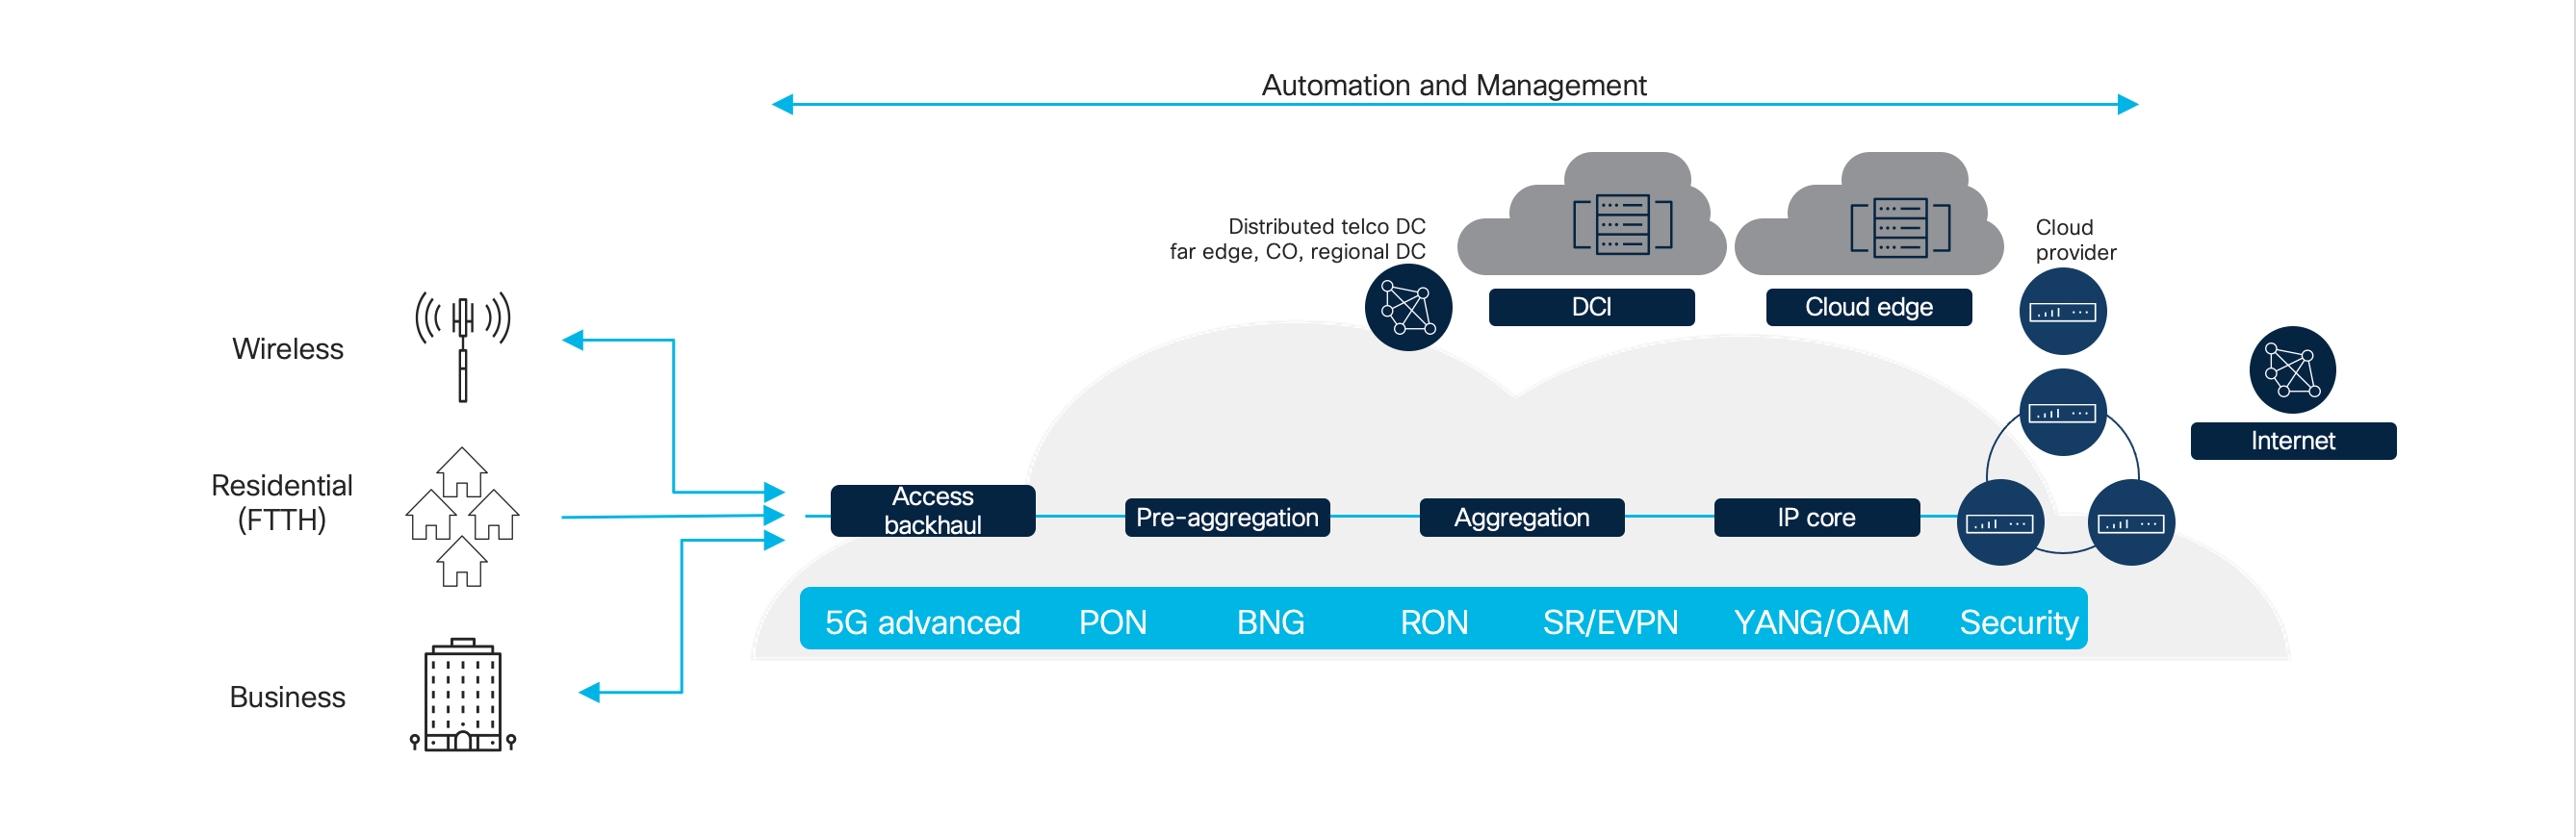 Automation and Management
Distributed telco DC
far edge, CO, regional DC
DCI
Cloud edge
Cloud
provider
Internet
Wireless
Residential
(FTTH)
Business
Access
backhaul
Pre-aggregation
Aggregation
IP core
5G advanced PON BNG RON SR/EVPN YANG/OAM Security